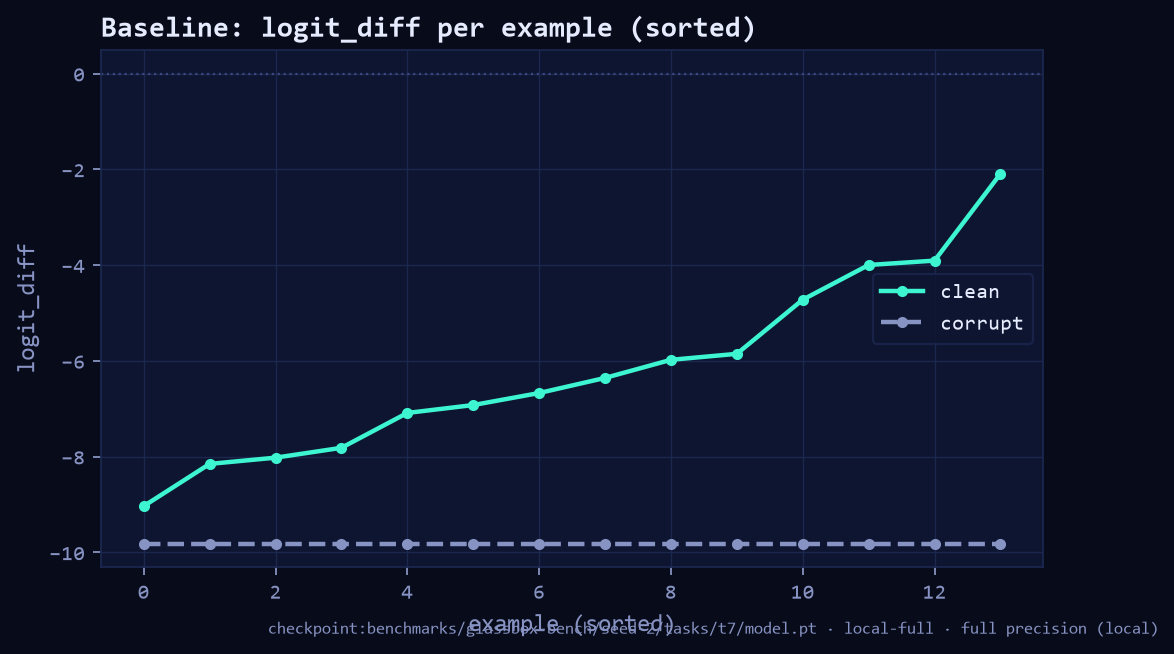 Baseline: logit_diff per example (sorted)
0
−2
−4
−6
−8
−10
logit_diff
clean
corrupt
0 2 4 6 8 10 12
example (sorted)
checkpoint:benchmarks/glassbox-bench/seed-2/tasks/t7/model.pt · local-full · full precision (local)